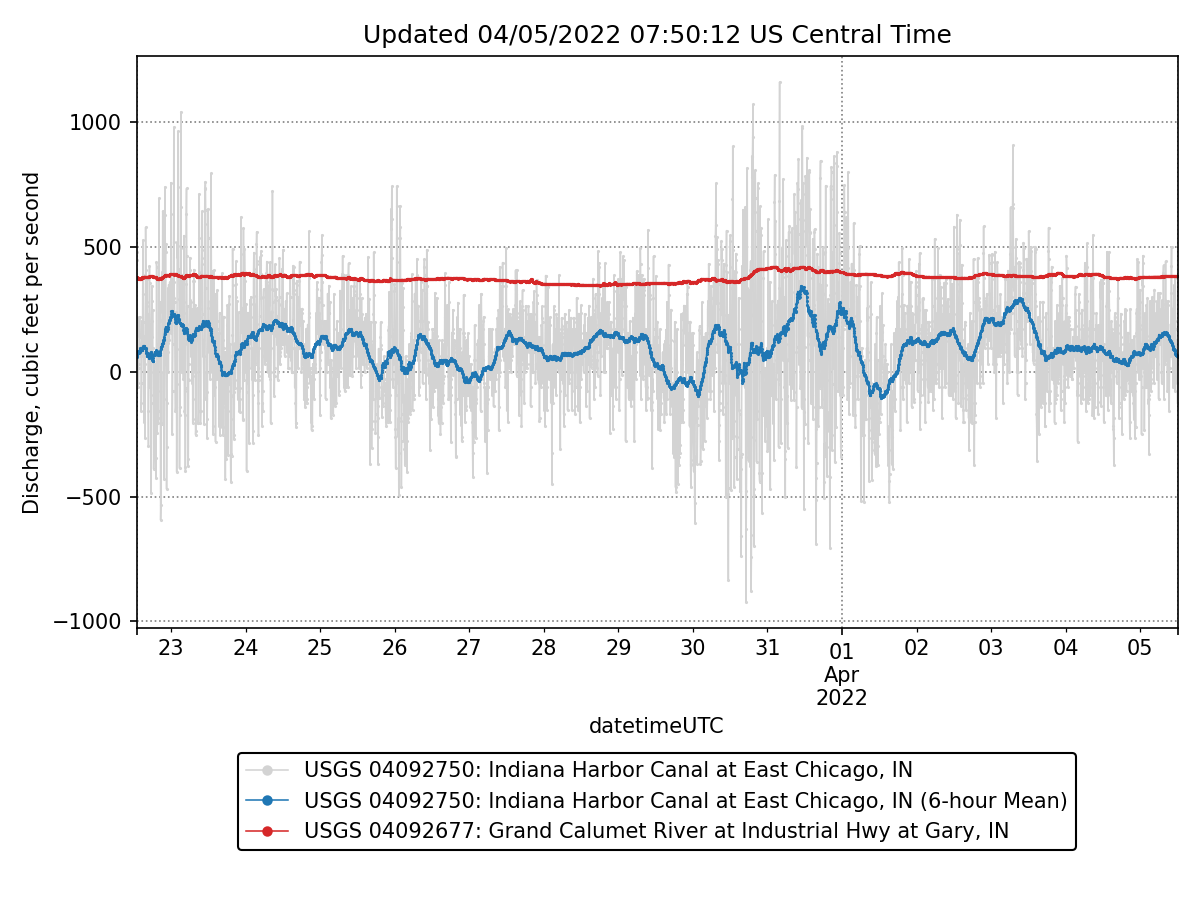 Updated 04/05/2022 07:50:12 US Central Time
Discharge, cubic feet per second
1000
500
0
−500
−1000
23 24 25 26 27 28 29 30 31 01 02 03 04 05
Apr
2022
datetimeUTC
USGS 04092750: Indiana Harbor Canal at East Chicago, IN
USGS 04092750: Indiana Harbor Canal at East Chicago, IN (6-hour Mean)
USGS 04092677: Grand Calumet River at Industrial Hwy at Gary, IN